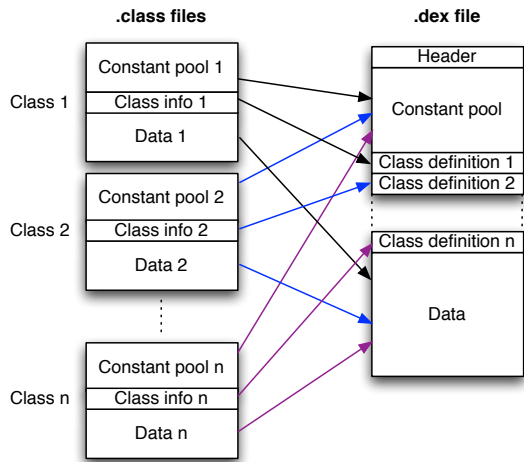 .class files
.dex file
Class 1
Constant pool 1
Class info 1
Data 1
Class 2
Constant pool 2
Class info 2
Data 2
Class n
Constant pool n
Class info n
Data n
Header
Constant pool
Class definition 1
Class definition 2
Class definition n
Data